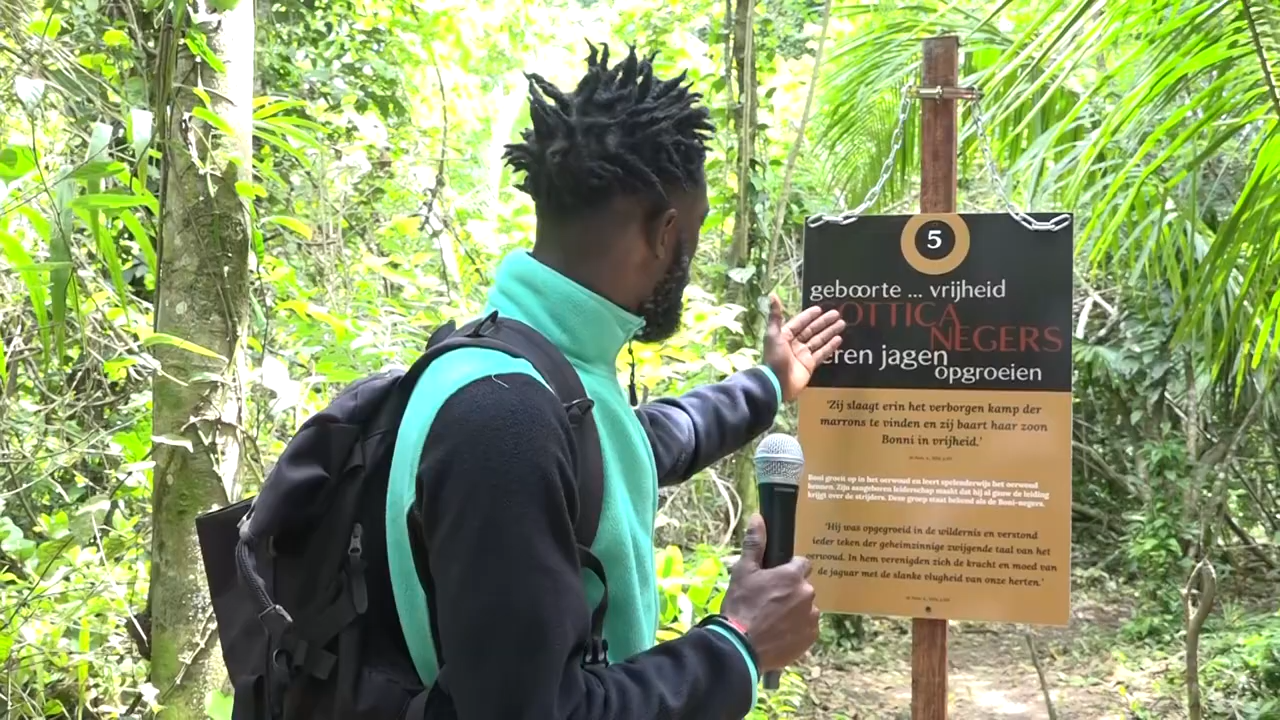 5
geboorte ... vrijheid
OTTICA
NEGERS
eren jagen
opgroeien
'Zij slaagt erin het verborgen kamp der
marrons te vinden en zij baart haar zoon
Bonni in vrijheid.'
Boni groeit op in het oerwoud en leert spelenderwijs het oerwoud
kennen. Zijn aangeboren leiderschap maakt dat hij al gauw de leiding
krijgt over de strijders. Deze groep staat bekend als de Boni-negers.
'Hij was opgegroeid in de wildernis en verstond
ieder teken der geheimzinnige zwijgende taal van het
oerwoud. In hem verenigden zich de kracht en moed van
de jaguar met de slanke vlugheid van onze herten.'